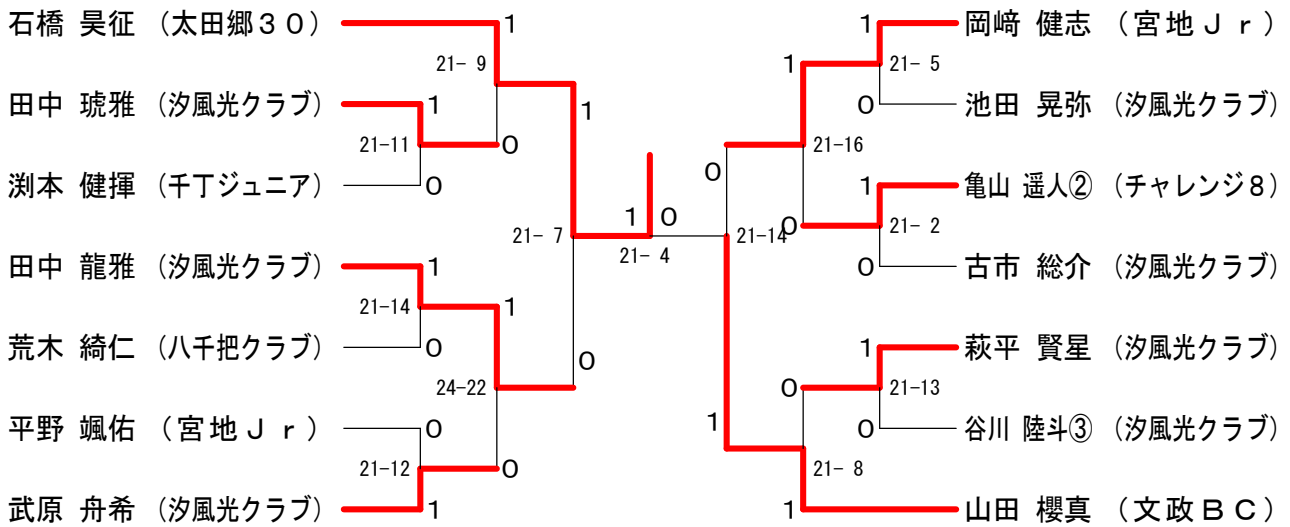 石橋 昊征 （太田郷３０）
1
21- 9
田中 琥雅 （汐風光クラブ）
1
1
21-11
0
渕本 健揮 （千丁ジュニア）
0
21- 7
田中 龍雅 （汐風光クラブ）
1
21-14
1
荒木 綺仁 （八千把クラブ）
0
0
24-22
平野 颯佑 （宮地Ｊｒ）
0
21-12
0
武原 舟希 （汐風光クラブ）
1
1 0
21- 4
1
岡﨑 健志 （宮地Ｊｒ）
1
21- 5
0
池田 晃弥 （汐風光クラブ）
21-16
0
1
亀山 遥人② （チャレンジ８）
21-14
0
21- 2
0
古市 総介 （汐風光クラブ）
1
萩平 賢星 （汐風光クラブ）
0
21-13
1
0
谷川 陸斗③ （汐風光クラブ）
21- 8
1
山田 櫻真 （文政ＢＣ）